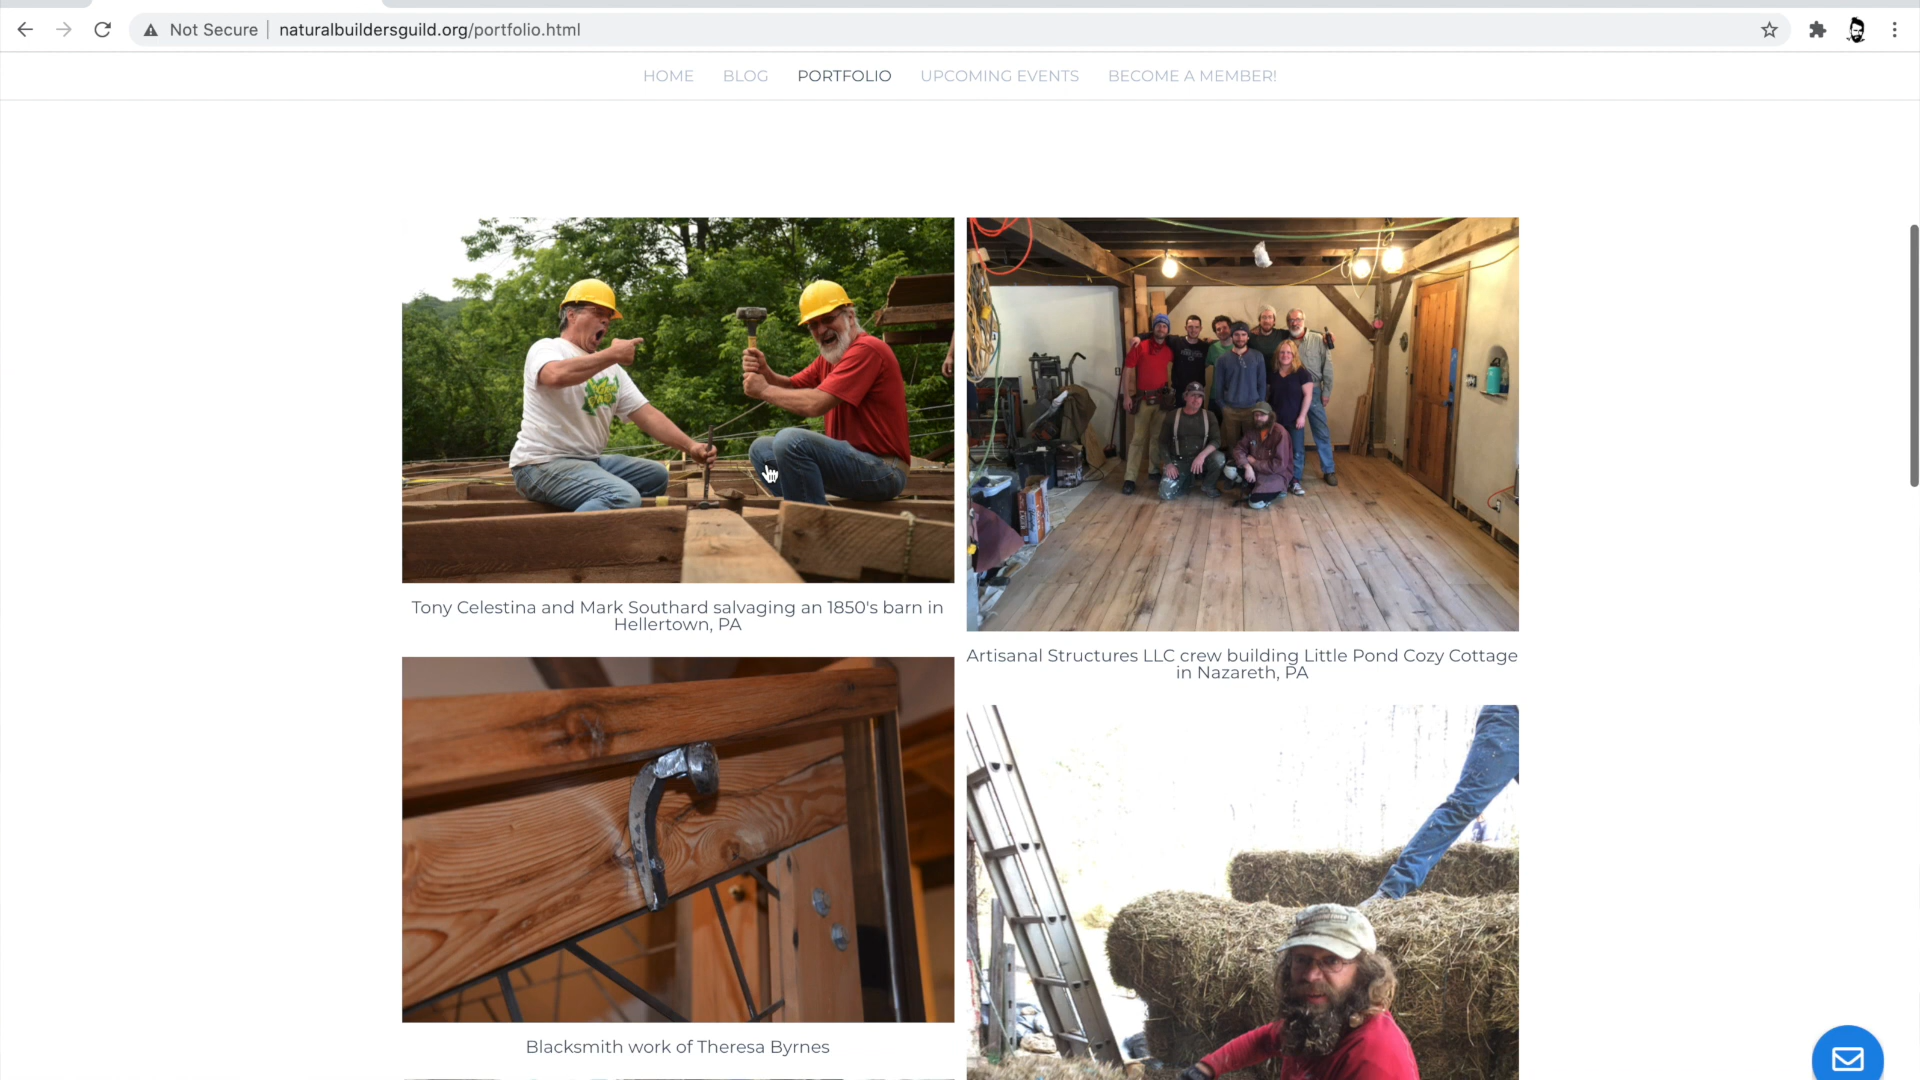 Not Secure | naturalbuildersguild.org/portfolio.html
HOME BLOG PORTFOLIO UPCOMING EVENTS BECOME A MEMBER!
Tony Celestina and Mark Southard salvaging an 1850's barn in
Hellertown, PA
Artisanal Structures LLC crew building Little Pond Cozy Cottage
in Nazareth, PA
Blacksmith work of Theresa Byrnes